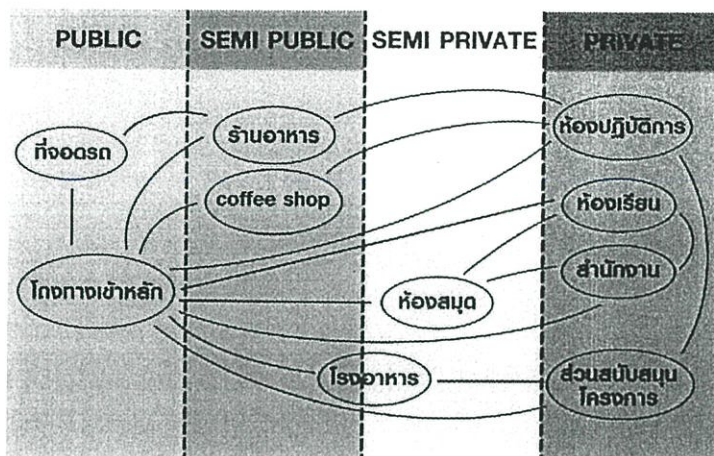 PUBLIC
SEMI PUBLIC
SEMI PRIVATE
PRIVATE
ที่จอดรถ
ร้านอาหาร
ห้องปฏิบัติการ
coffee shop
ห้องเรียน
โถงทางเข้าหลัก
ห้องสมุด
สำนักงาน
โรงอาหาร
ส่วนสนับสนุน
โครงการ